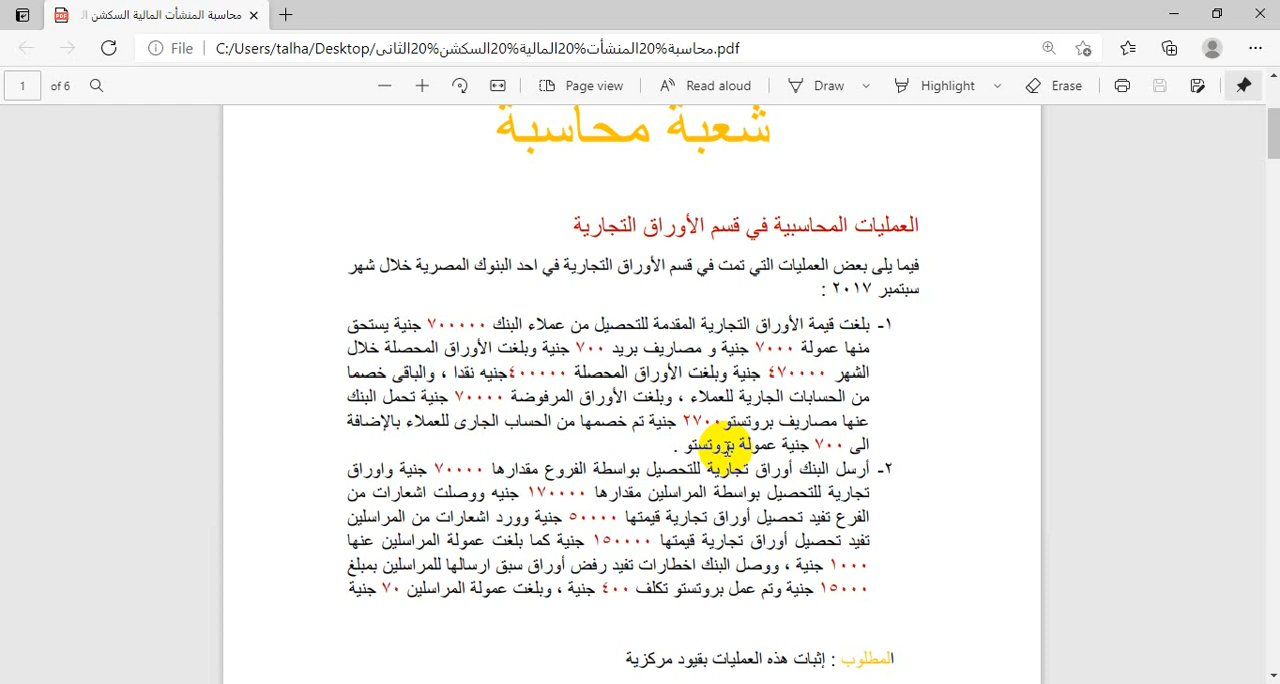 محاسبة المنشأت المالية السكشن ال
File
C:/Users/talha/Desktop/محاسبة%20المنشأت%20المالية%20السكشن%20الثانى.pdf
1 of 6
Page view
Read aloud
Draw
Highlight
Erase
شعبة محاسبة
العمليات المحاسبية في قسم الأوراق التجارية
فيما يلى بعض العمليات التي تمت في قسم الأوراق التجارية في احد البنوك المصرية خلال شهر
سبتمبر ٢٠١٧ :
١- بلغت قيمة الأوراق التجارية المقدمة للتحصيل من عملاء البنك ٧٠٠٠٠٠ جنية يستحق
منها عمولة ٧٠٠٠ جنية و مصاريف بريد ٧٠٠ جنية وبلغت الأوراق المحصلة خلال
الشهر ٤٧٠٠٠٠ جنية وبلغت الأوراق المحصلة ٤٠٠٠٠٠جنيه نقدا ، والباقى خصما
من الحسابات الجارية للعملاء ، وبلغت الأوراق المرفوضة ٧٠٠٠٠ جنية تحمل البنك
عنها مصاريف بروتستو٢٧٠٠ جنية تم خصمها من الحساب الجارى للعملاء بالإضافة
الى ٧٠٠ جنية عمولة بروتستو .
٢- أرسل البنك أوراق تجارية للتحصيل بواسطة الفروع مقدارها ٧٠٠٠٠ جنية واوراق
تجارية للتحصيل بواسطة المراسلين مقدارها ١٧٠٠٠٠ جنيه ووصلت اشعارات من
الفرع تفيد تحصيل أوراق تجارية قيمتها ٥٠٠٠٠ جنية وورد اشعارات من المراسلين
تفيد تحصيل أوراق تجارية قيمتها ١٥٠٠٠٠ جنية كما بلغت عمولة المراسلين عنها
١٠٠٠ جنية ، ووصل البنك اخطارات تفيد رفض أوراق سبق ارسالها للمراسلين بمبلغ
١٥٠٠٠ جنية وتم عمل بروتستو تكلف ٤٠٠ جنية ، وبلغت عمولة المراسلين ٧٠ جنية
المطلوب : إثبات هذه العمليات بقيود مركزية